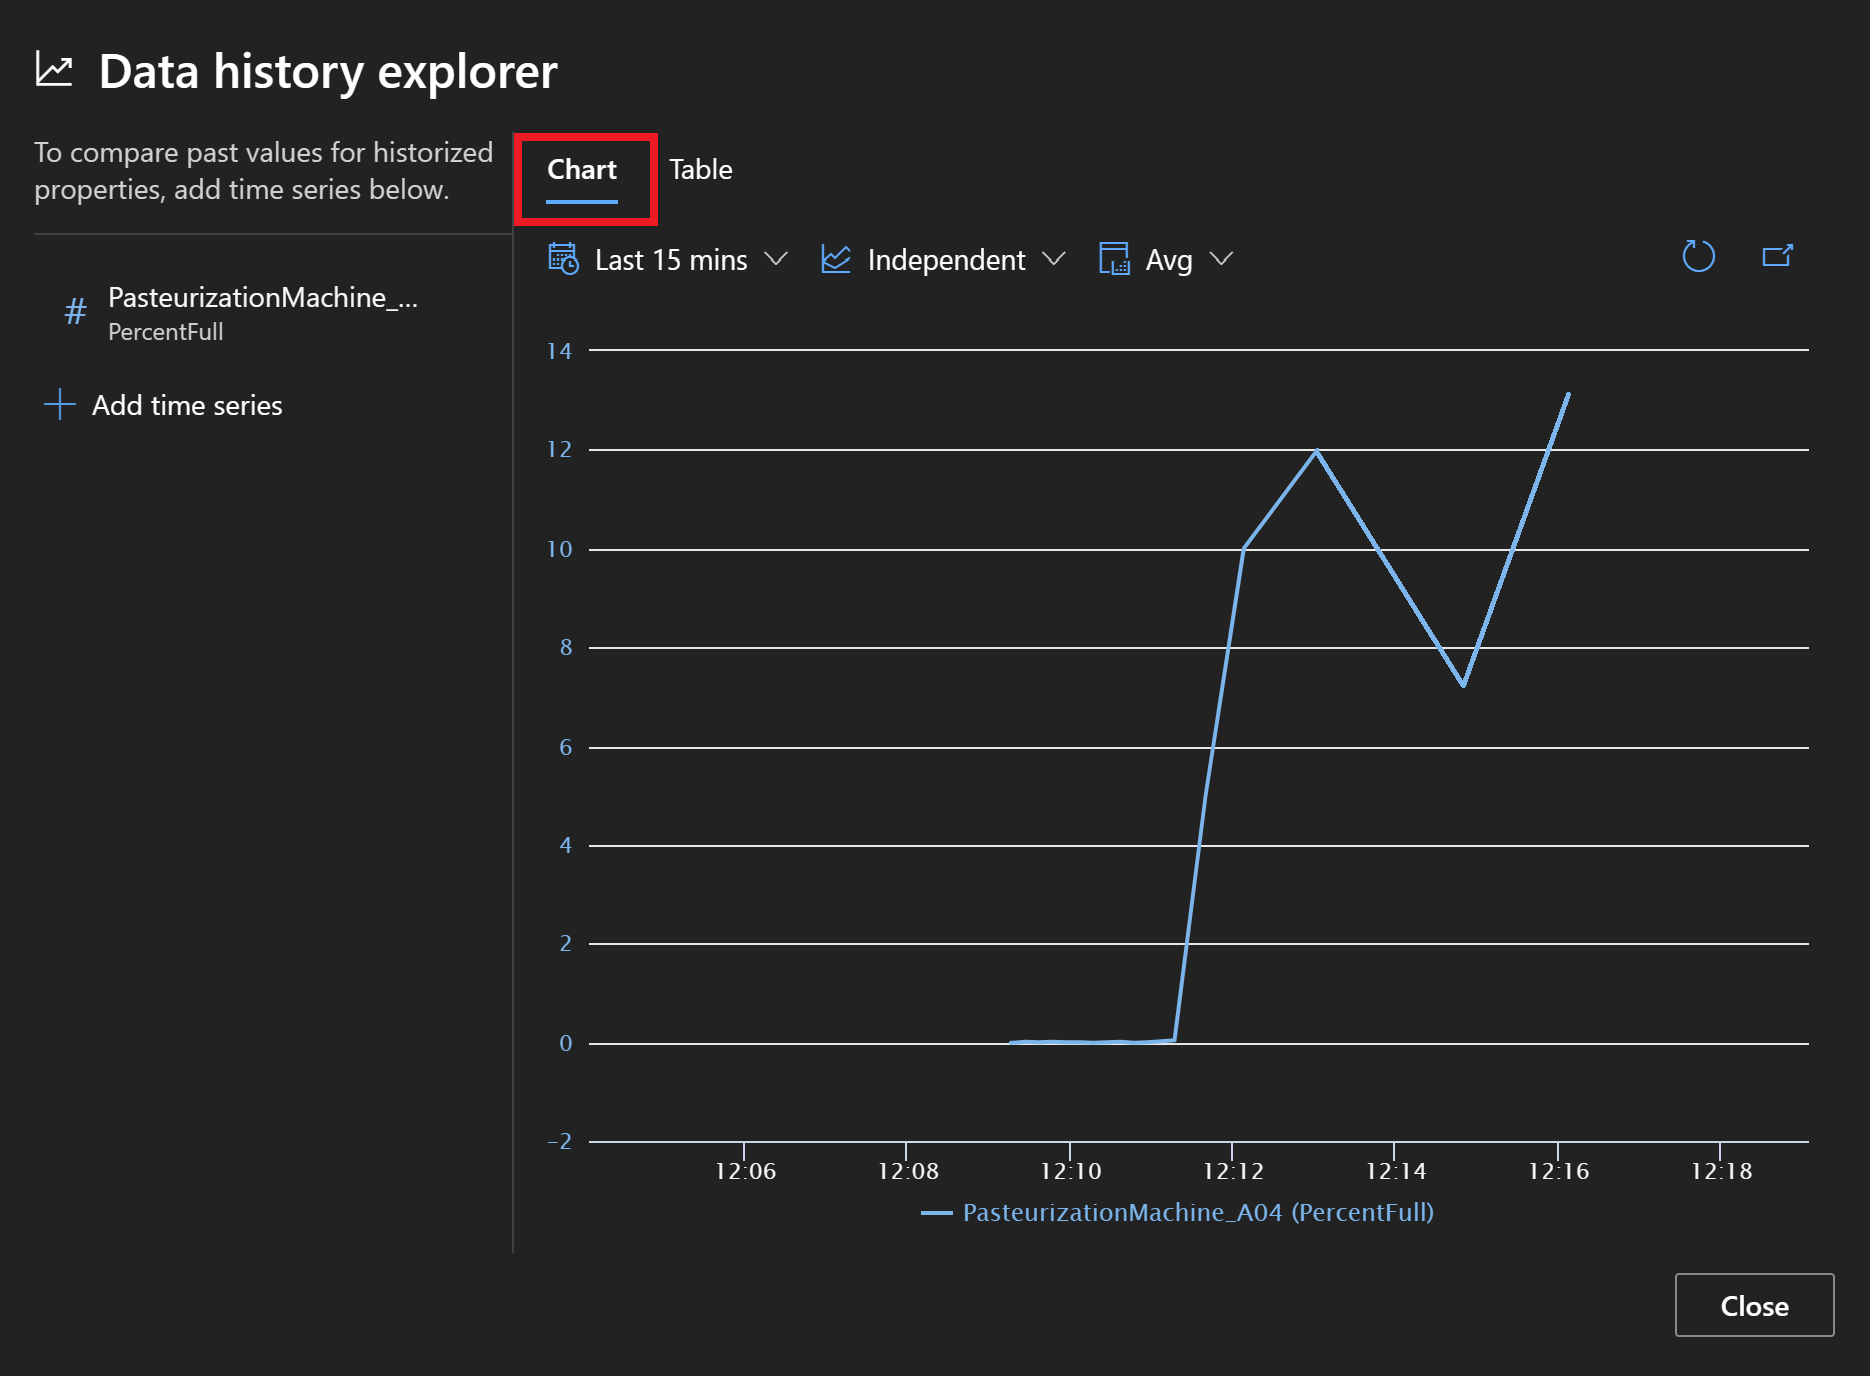 Data history explorer
To compare past values for historized
properties, add time series below.
# PasteurizationMachine_...
PercentFull
Add time series
Chart Table
Last 15 mins Independent Avg
14
12
10
8
6
4
2
0
-2
12:06 12:08 12:10 12:12 12:14 12:16 12:18
PasteurizationMachine_A04 (PercentFull)
Close